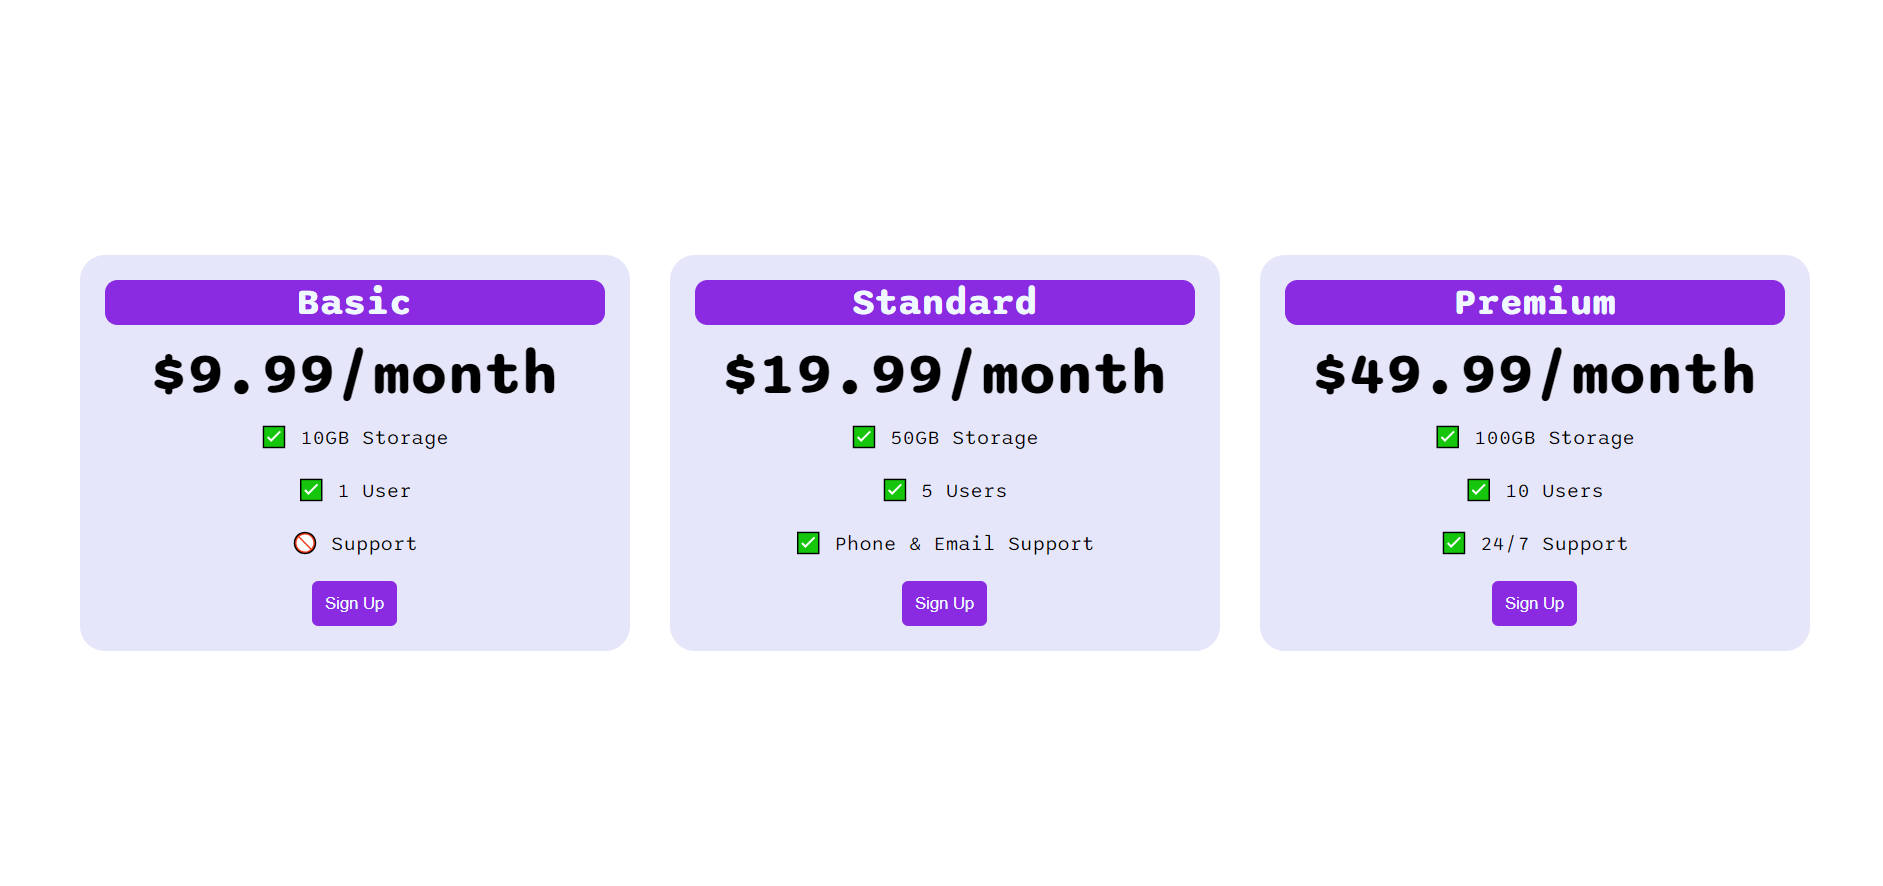 Basic
$9.99/month
✅ 10GB Storage
✅ 1 User
🚫 Support
Sign Up
Standard
$19.99/month
✅ 50GB Storage
✅ 5 Users
✅ Phone & Email Support
Sign Up
Premium
$49.99/month
✅ 100GB Storage
✅ 10 Users
✅ 24/7 Support
Sign Up